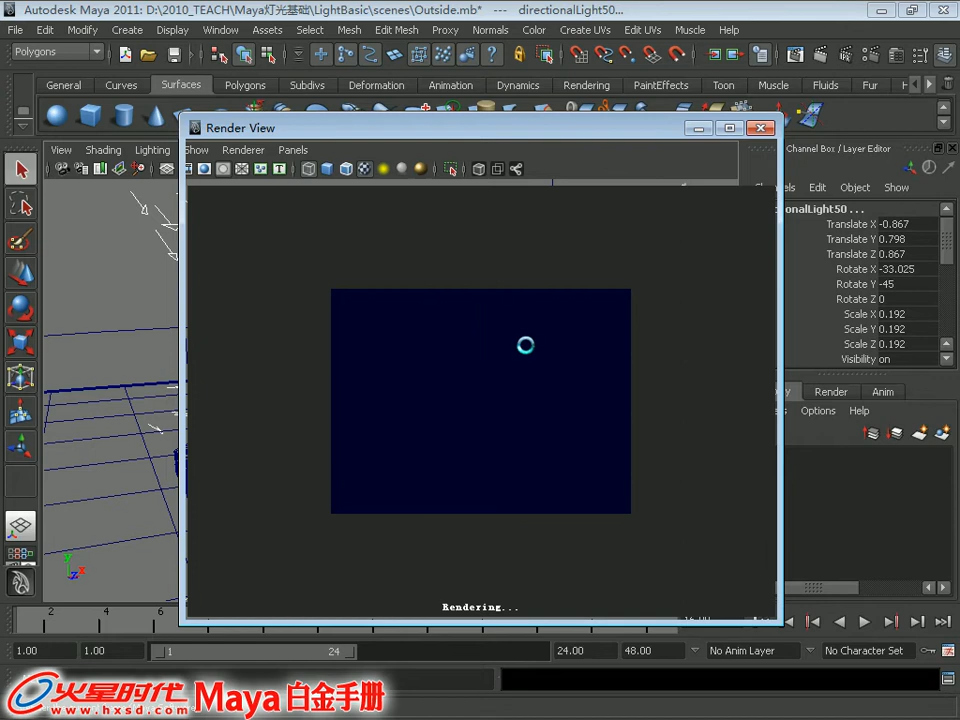 Autodesk Maya 2011: D:\2010_TEACH\Maya灯光基础\LightBasic\scenes\Outside.mb* --- directionalLight50...
File Edit Modify Create Display Window Assets Select Mesh Edit Mesh Proxy Normals Color Create UVs Edit UVs Muscle Help
Polygons
General Curves Surfaces Polygons Subdivs Deformation Animation Dynamics Rendering PaintEffects Toon Muscle Fluids Fur
Render View
Channel Box / Layer Editor
View Shading Lighting Show Renderer Panels
Edit Object Show
onalLight50 ...
Translate X -0.867
Translate Y 0.798
Translate Z 0.867
Rotate X -33.025
Rotate Y -45
Rotate Z 0
Scale X 0.192
Scale Y 0.192
Scale Z 0.192
Visibility on
Render Anim
Options Help
y
x
z
Rendering...
2 4 6
1.00 1.00 1 24 24.00 48.00 No Anim Layer No Character Set
火星时代 Maya 白金手册
www.hxsd.com